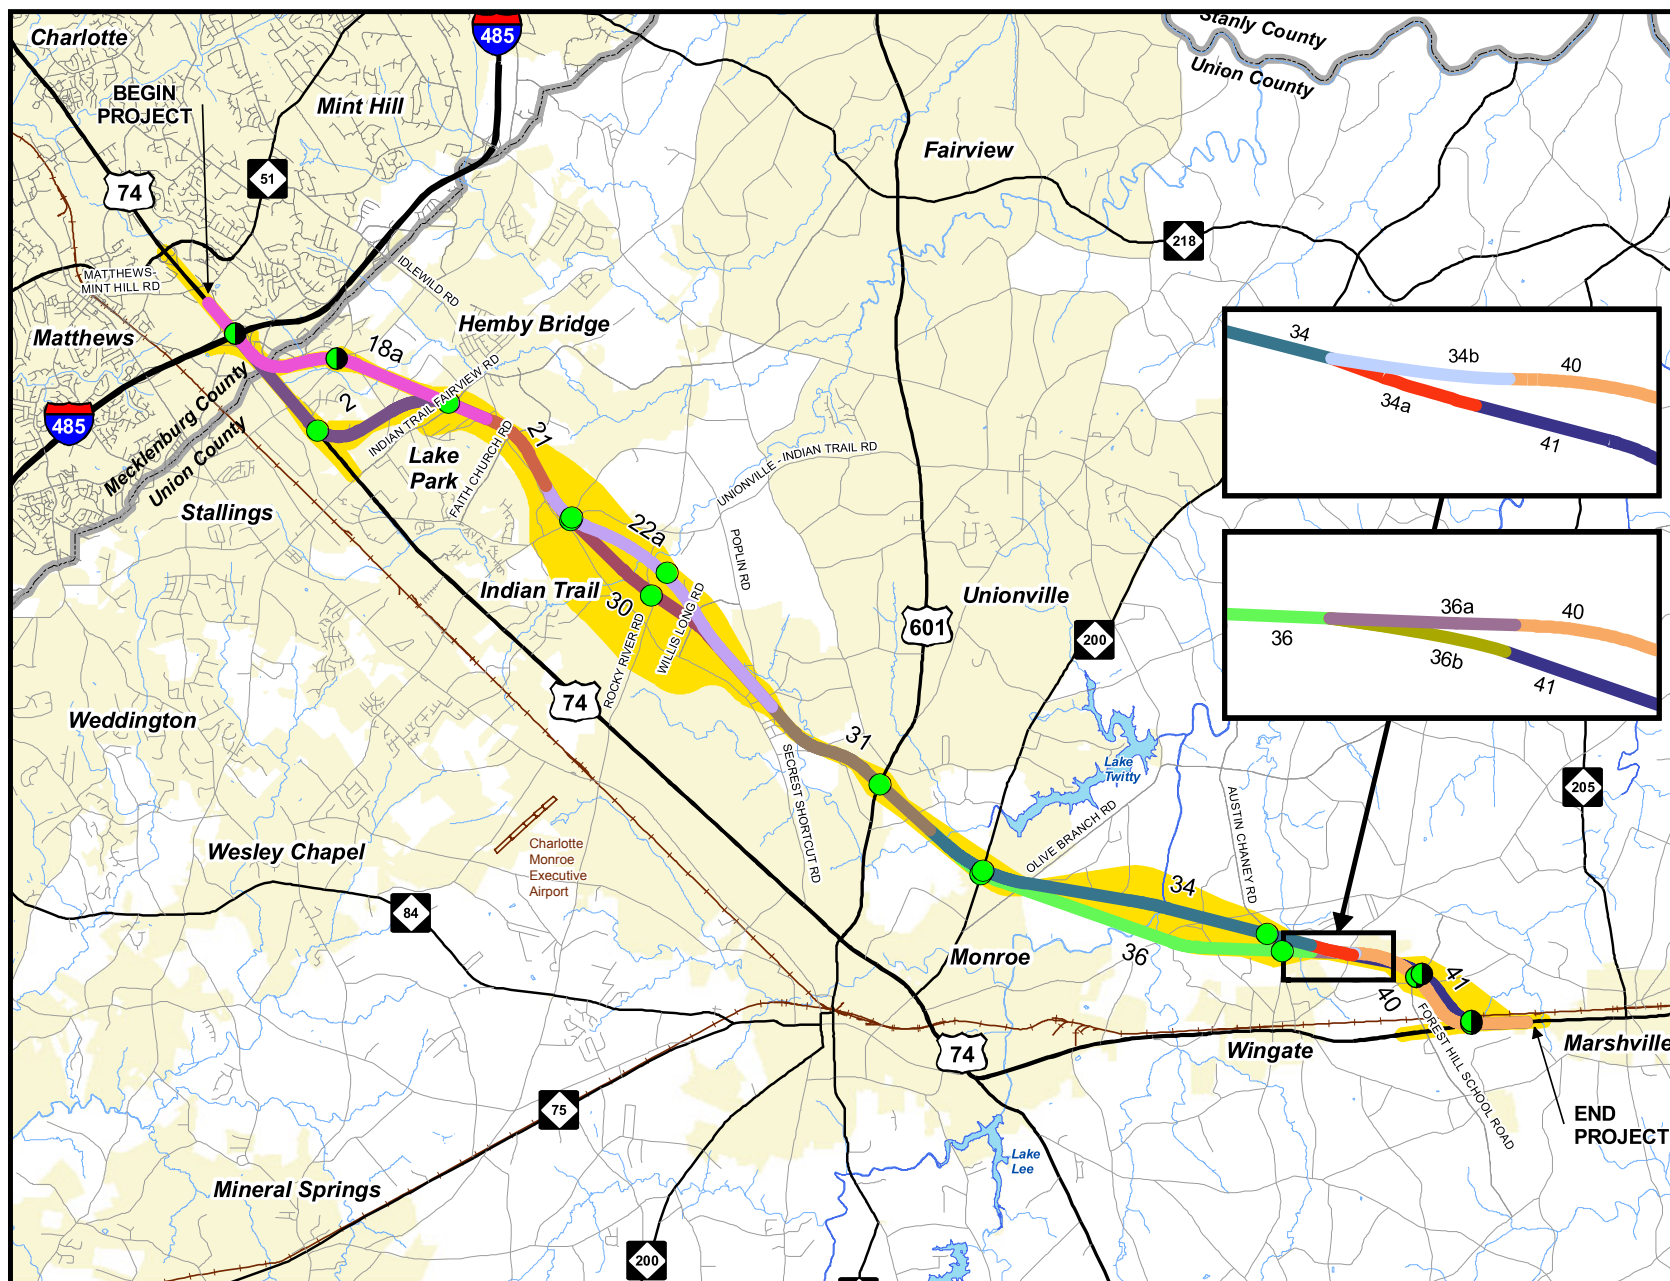 Charlotte
485
Stanly County
Union County
BEGIN
PROJECT
Mint Hill
51
74
Fairview
218
MATTHEWS-
MINT HILL RD
IDLEWILD RD
Matthews
Hemby Bridge
18a
INDIAN TRAIL FAIRVIEW RD
2
485
Mecklenburg County
Union County
Lake
Park
FAITH CHURCH RD
21
Stallings
UNIONVILLE - INDIAN TRAIL RD
22a
POPLIN RD
Indian Trail
30
ROCKY RIVER RD
WILLIS LONG RD
Unionville
601
200
34
34b
40
34a
41
36a
40
36
36b
41
74
Weddington
31
SECREST SHORTCUT RD
Lake
Twitty
205
AUSTIN CHANEY RD
OLIVE BRANCH RD
Wesley Chapel
Charlotte
Monroe
Executive
Airport
84
34
36
Monroe
41
40
FOREST HILL SCHOOL ROAD
74
Wingate
Marshville
75
END
PROJECT
Lake
Lee
Mineral Springs
200